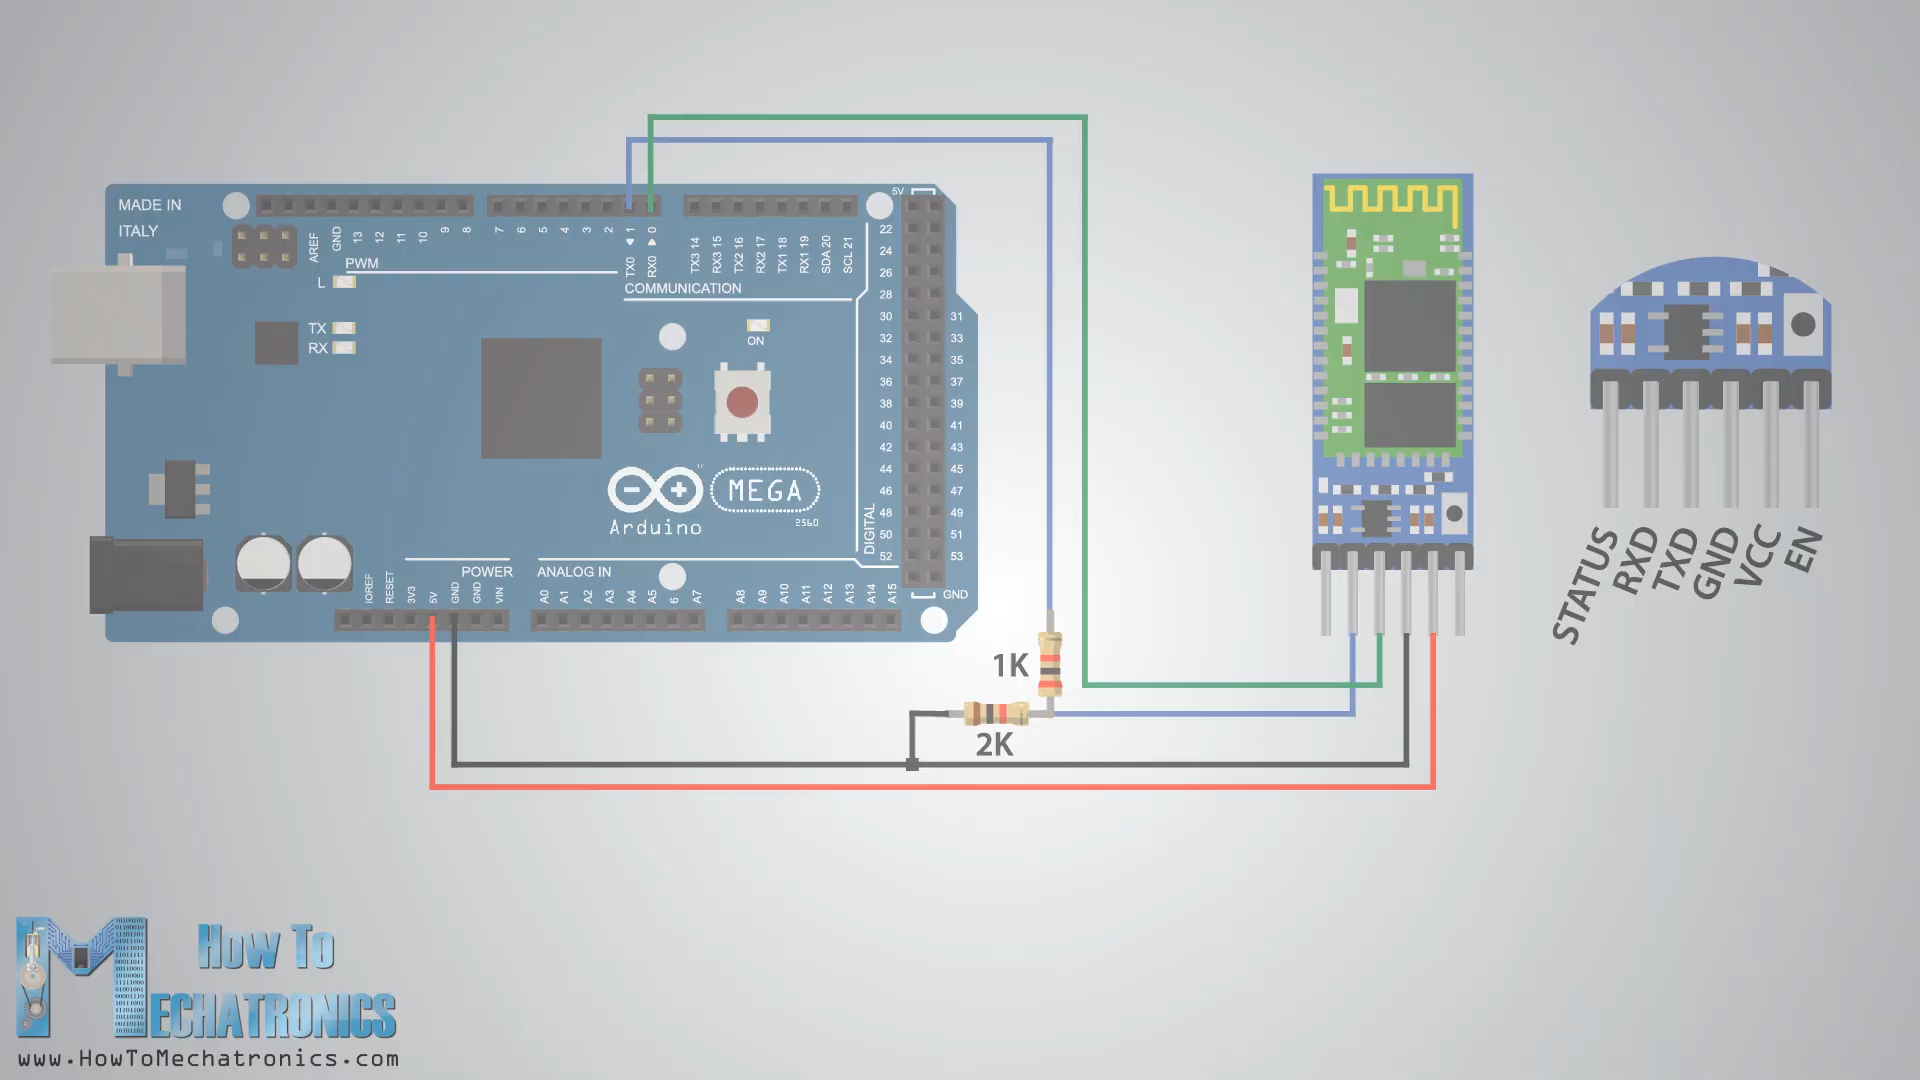 MADE IN
ITALY
AREF
GND
13
12
11
10
9
8
7
6
5
4
3
2
TX0 ◂ 1
RX0 ▸ 0
TX3 14
RX3 15
TX2 16
RX2 17
TX1 18
RX1 19
SDA 20
SCL 21
5V
PWM
COMMUNICATION
L
TX
RX
ON
22
24
26
28
30 31
32 33
34 35
36 37
38 39
40 41
42 43
44 45
46 47
48 49
50 51
52 53
DIGITAL
GND
MEGA
2560
Arduino
POWER
ANALOG IN
IOREF
RESET
3V3
5V
GND
GND
VIN
A0
A1
A2
A3
A4
A5
6
A7
A8
A9
A10
A11
A12
A13
A14
A15
1K
2K
STATUS
RXD
TXD
GND
VCC
EN
How To
Mechatronics
www.HowToMechatronics.com